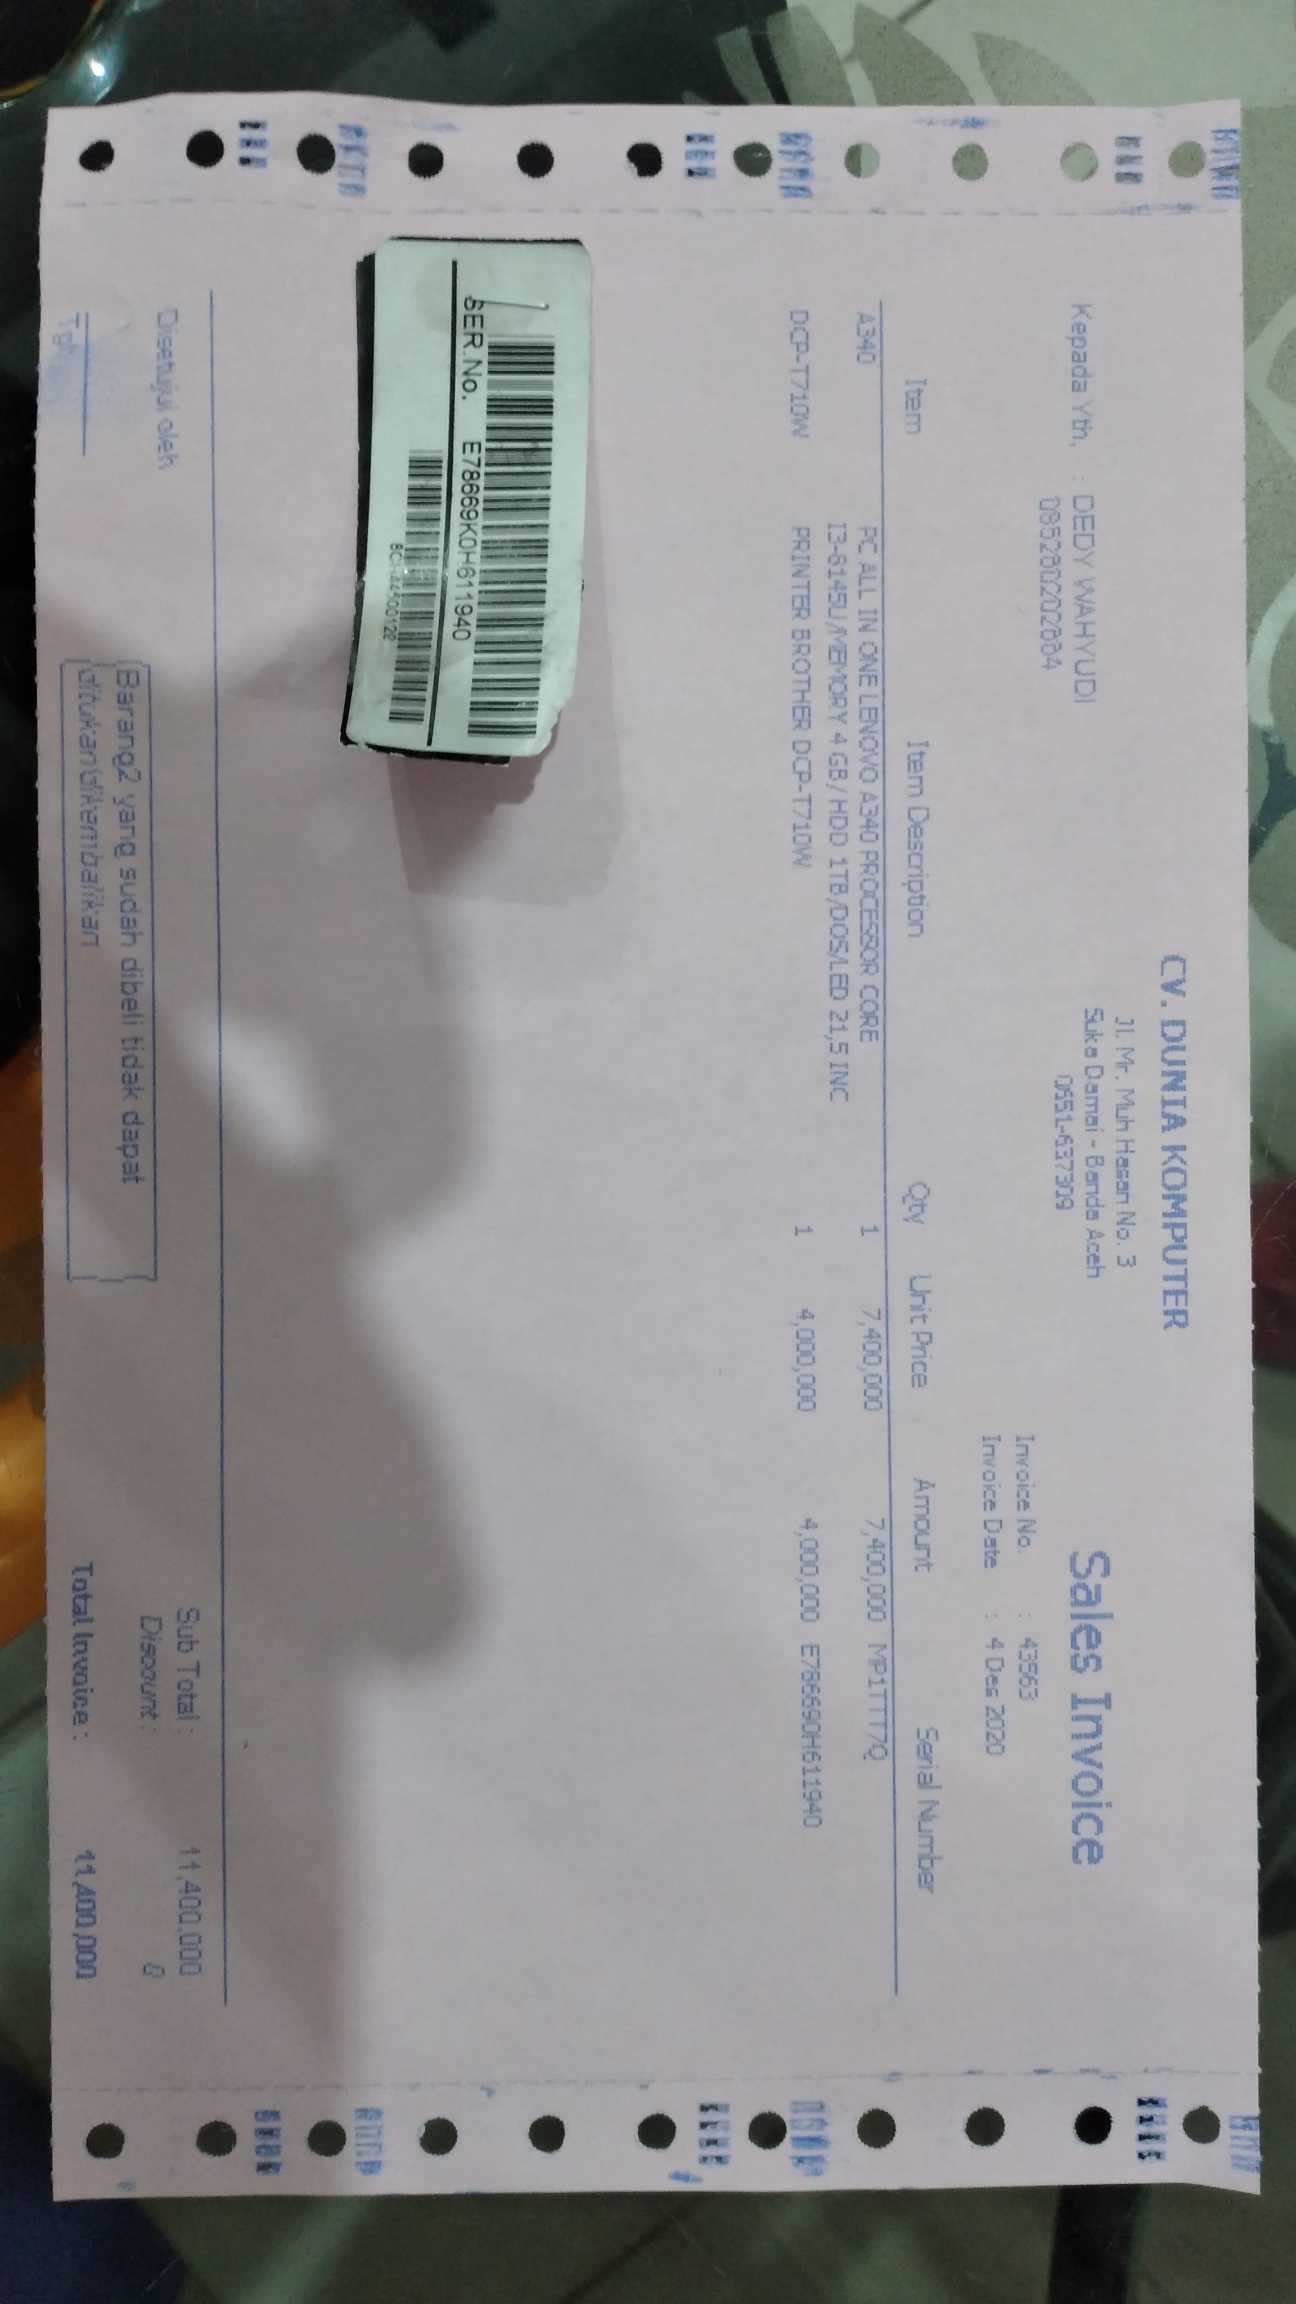 CV. DUNIA KOMPUTER
Jl. Mr. Muh Hasan No. 3
Suka Damai - Banda Aceh
0651-637309
Sales Invoice
Kepada Yth, : DEDY WAHYUDI
085280202884
Invoice No. : 43563
Invoice Date : 4 Des 2020
Item Item Description Qty Unit Price Amount Serial Number
A340 PC ALL IN ONE LENOVO A340 PROCESSOR CORE 1 7,400,000 7,400,000 MP1TTT7Q
I3-8145U/MEMORY 4 GB/HDD 1TB/DOS/LED 21,5 INC
DCP-T710W PRINTER BROTHER DCP-T710W 1 4,000,000 4,000,000 E78669OH611940
SER.No. E78669K0H611940
Disetujui oleh
Tgl.
Barang2 yang sudah dibeli tidak dapat
ditukan/dikembalikan
Sub Total : 11,400,000
Discount : 0
Total Invoice : 11,400,000